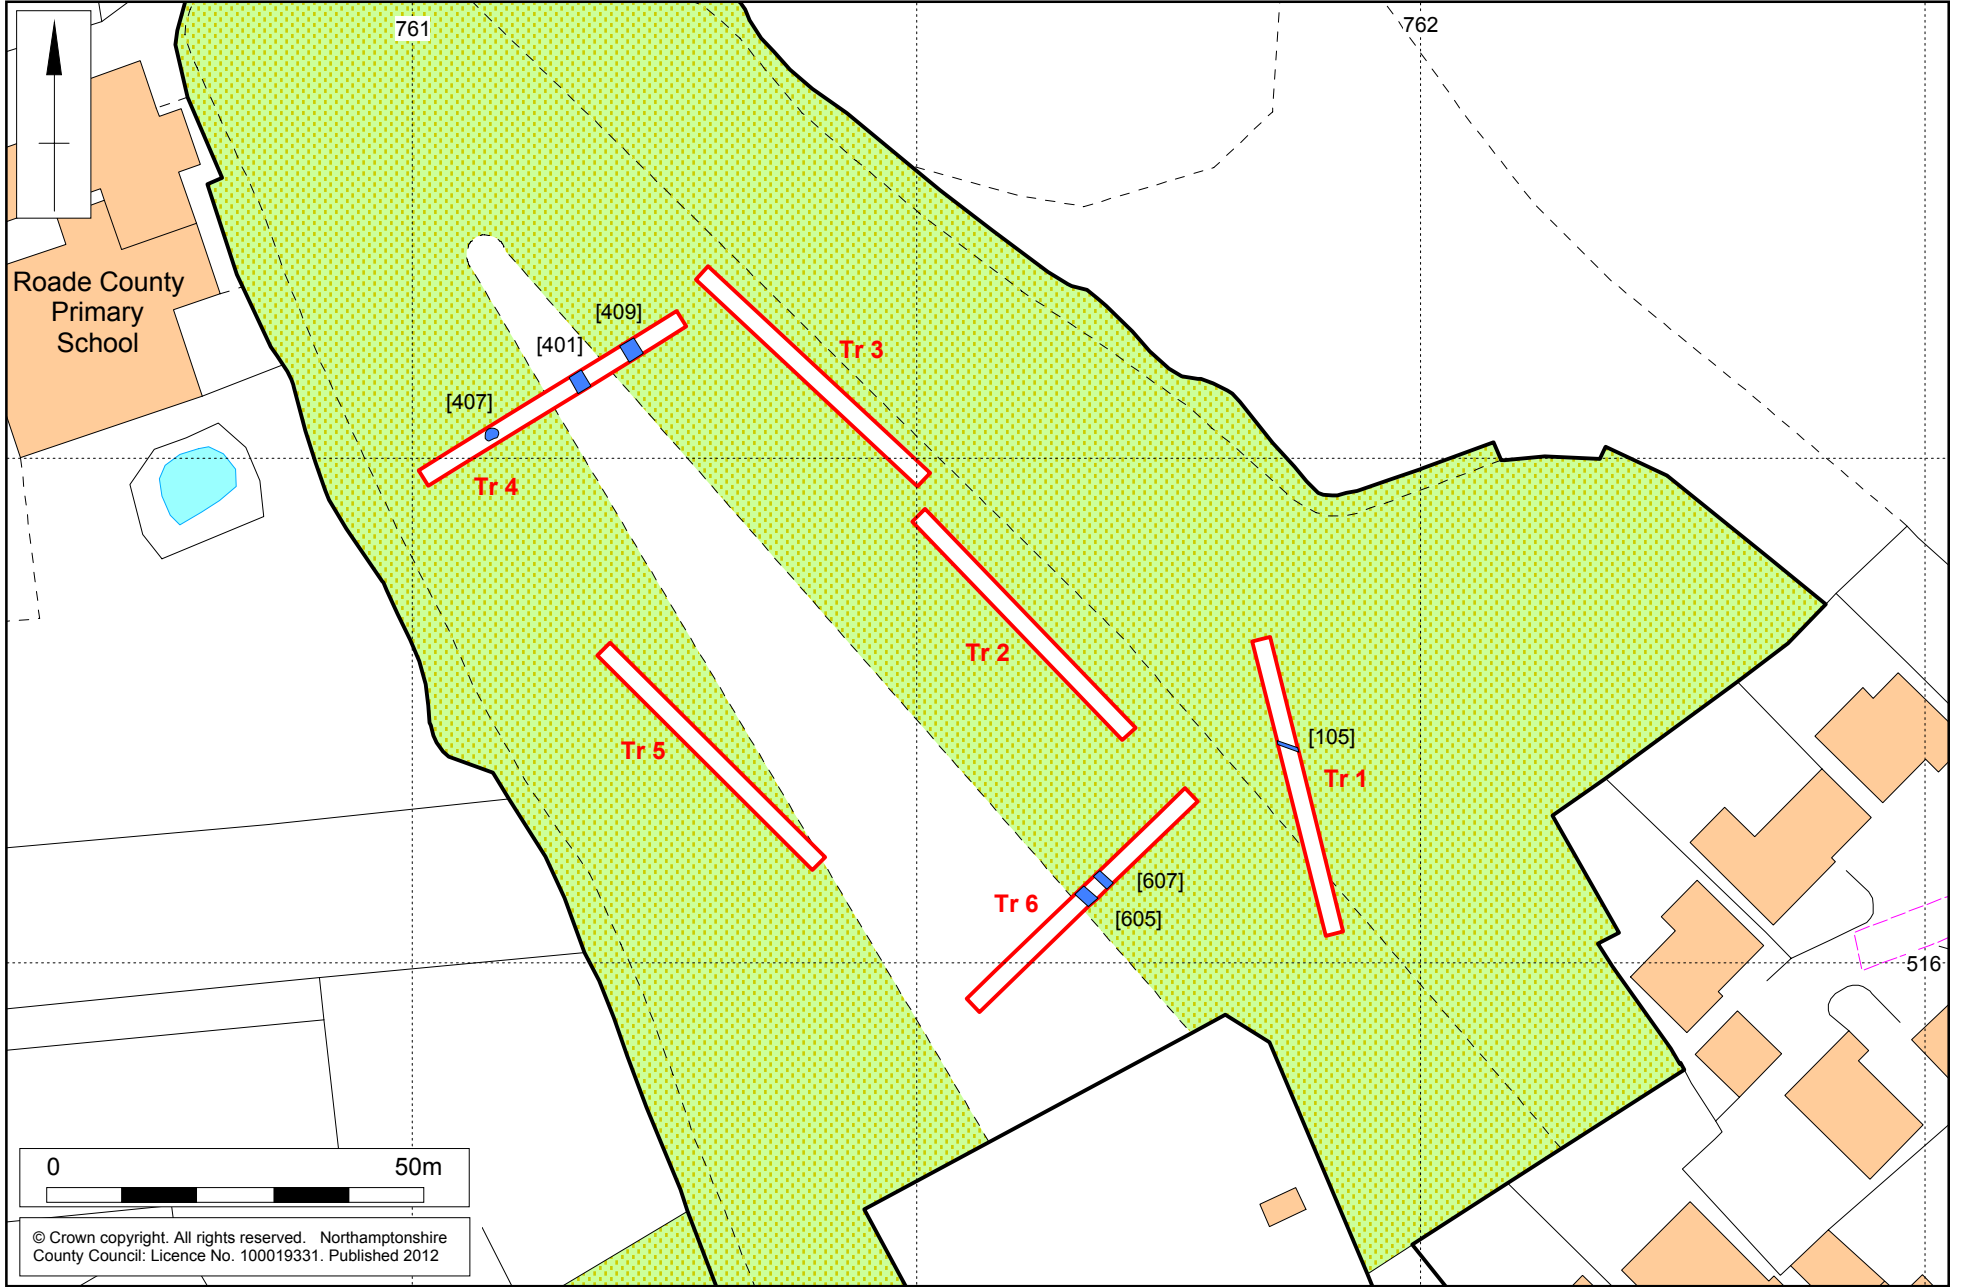 761
762
Roade County
Primary
School
[409]
[401]
[407]
Tr 3
Tr 4
Tr 2
Tr 5
[105]
Tr 1
[607]
Tr 6
[605]
516
0 50m
© Crown copyright. All rights reserved. Northamptonshire
County Council: Licence No. 100019331. Published 2012